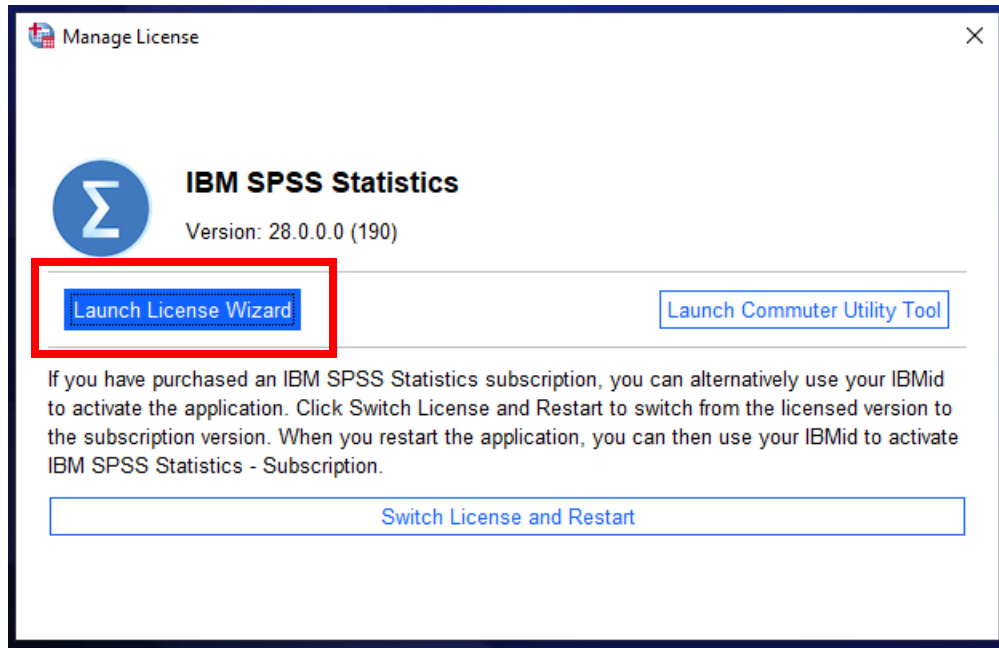 Manage License
IBM SPSS Statistics
Version: 28.0.0.0 (190)
Launch License Wizard
Launch Commuter Utility Tool
If you have purchased an IBM SPSS Statistics subscription, you can alternatively use your IBMid
to activate the application. Click Switch License and Restart to switch from the licensed version to
the subscription version. When you restart the application, you can then use your IBMid to activate
IBM SPSS Statistics - Subscription.
Switch License and Restart